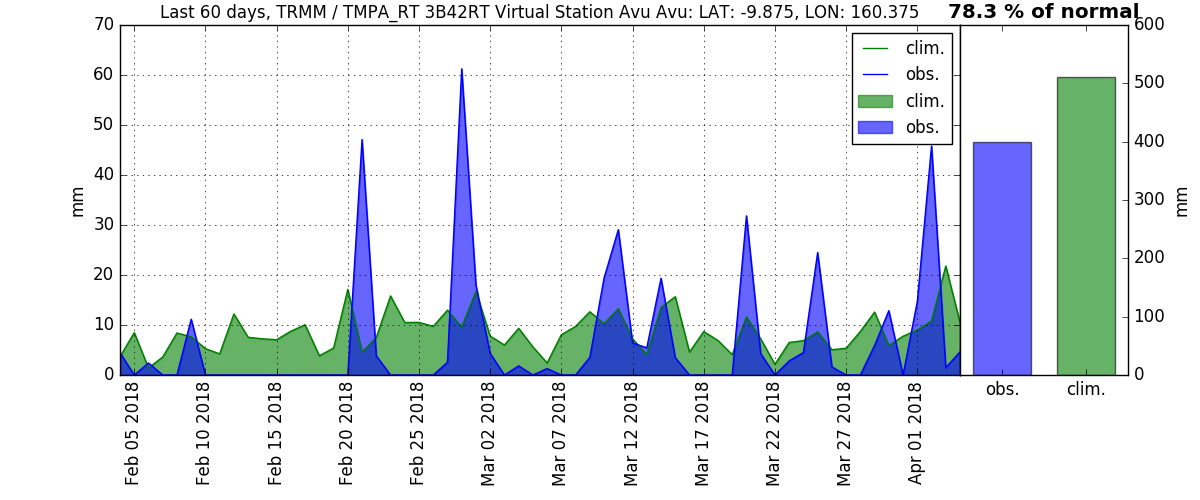 Last 60 days, TRMM / TMPA_RT 3B42RT Virtual Station Avu Avu: LAT: -9.875, LON: 160.375
78.3 % of normal
70
60
50
40
30
20
10
0
mm
clim.
obs.
clim.
obs.
600
500
400
300
200
100
0
mm
obs.
clim.
Feb 05 2018
Feb 10 2018
Feb 15 2018
Feb 20 2018
Feb 25 2018
Mar 02 2018
Mar 07 2018
Mar 12 2018
Mar 17 2018
Mar 22 2018
Mar 27 2018
Apr 01 2018